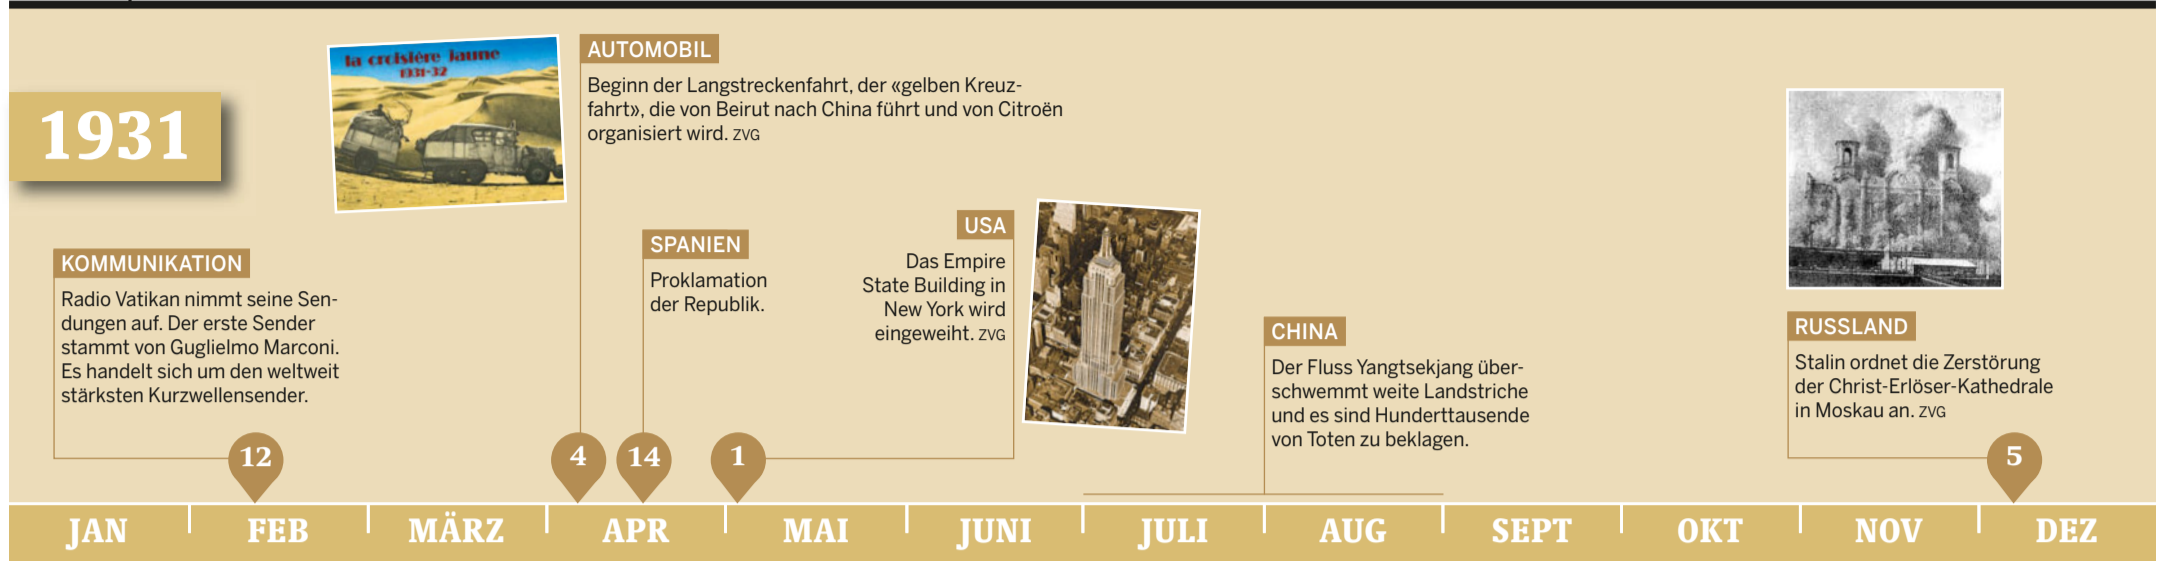 1931
la croisière jaune
1931-32
AUTOMOBIL
Beginn der Langstreckenfahrt, der «gelben Kreuz-
fahrt», die von Beirut nach China führt und von Citroën
organisiert wird. ZVG
KOMMUNIKATION
Radio Vatikan nimmt seine Sen-
dungen auf. Der erste Sender
stammt von Guglielmo Marconi.
Es handelt sich um den weltweit
stärksten Kurzwellensender.
SPANIEN
Proklamation
der Republik.
USA
Das Empire
State Building in
New York wird
eingeweiht. ZVG
CHINA
Der Fluss Yangtsekjang über-
schwemmt weite Landstriche
und es sind Hunderttausende
von Toten zu beklagen.
RUSSLAND
Stalin ordnet die Zerstörung
der Christ-Erlöser-Kathedrale
in Moskau an. ZVG
12 4 14 1 5
JAN FEB MÄRZ APR MAI JUNI JULI AUG SEPT OKT NOV DEZ